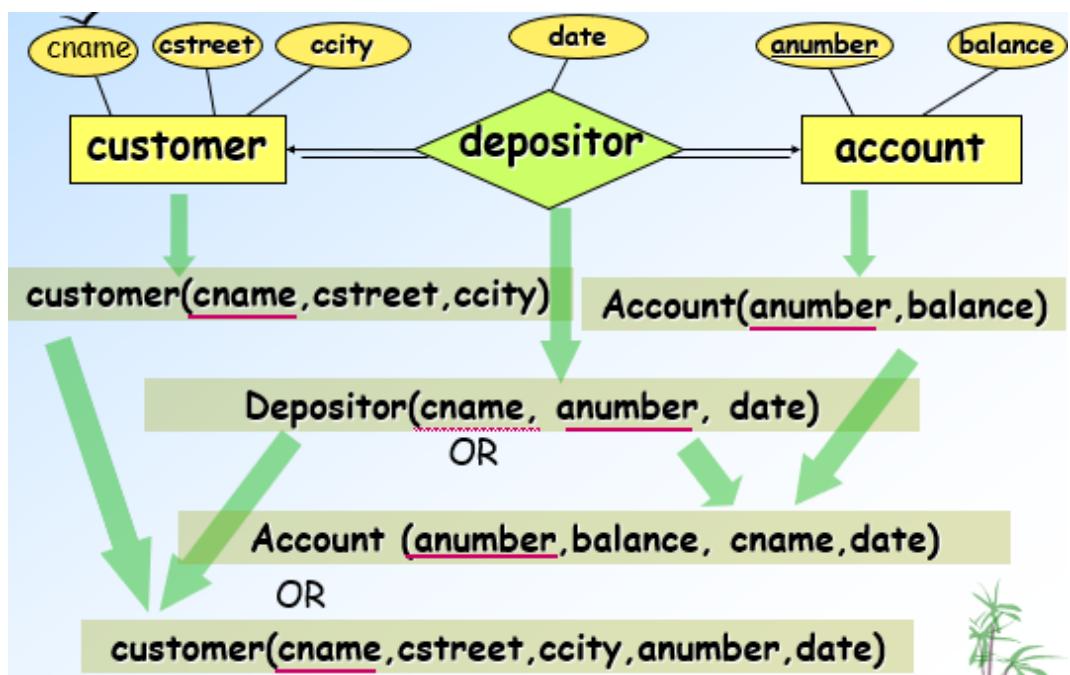 cname cstreet ccity date anumber balance
customer depositor account
customer(cname,cstreet,ccity)
Account(anumber,balance)
Depositor(cname, anumber, date)
OR
Account (anumber,balance, cname,date)
OR
customer(cname,cstreet,ccity,anumber,date)